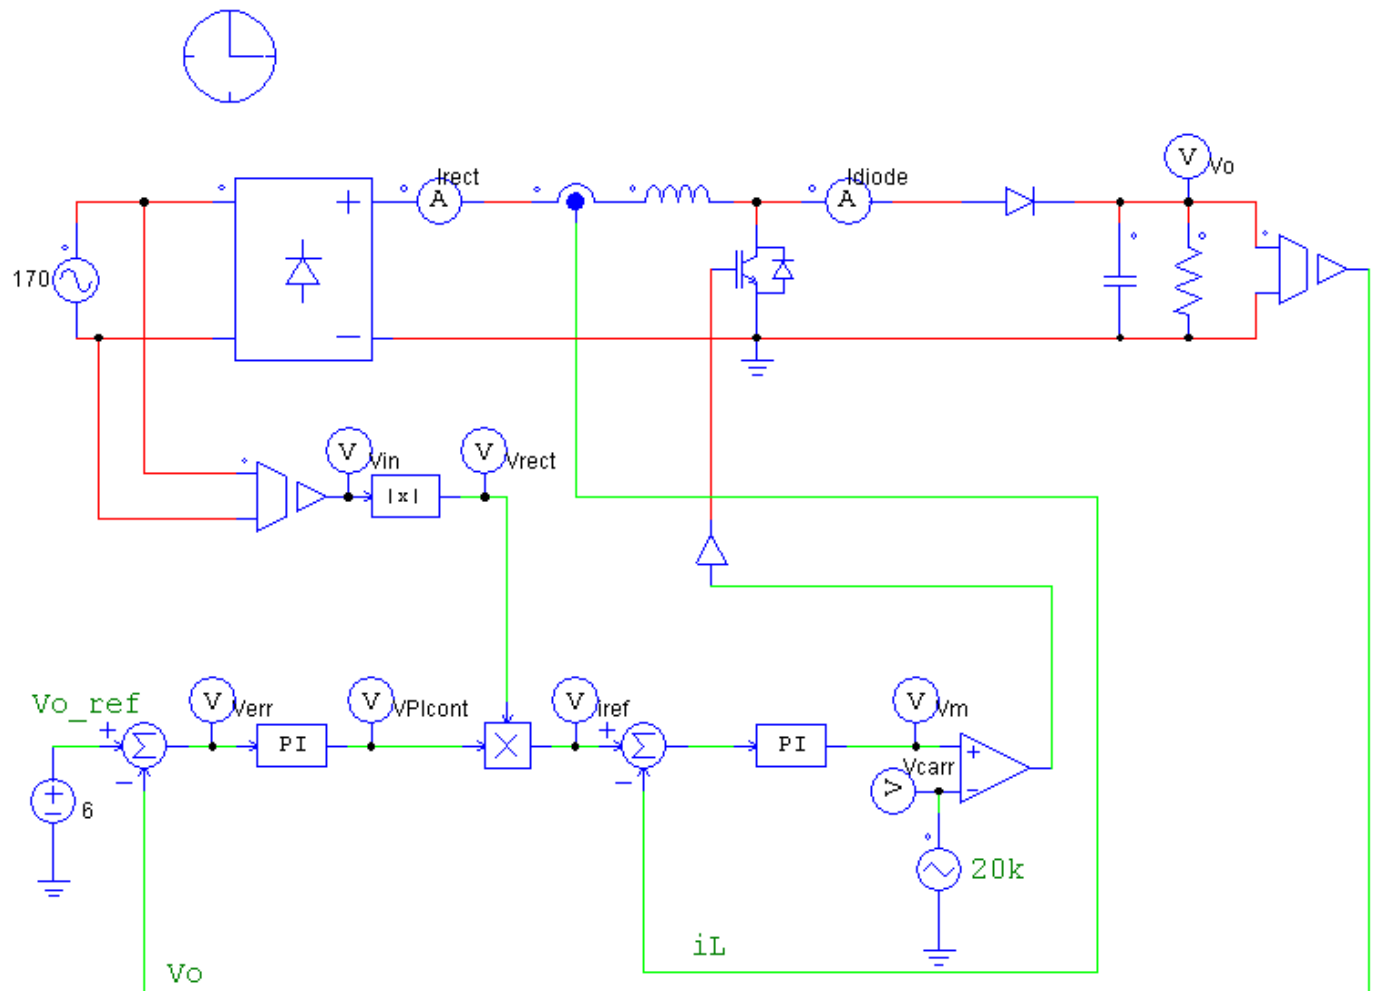 Irect
Idiode
Vo
V
A
A
+
170
−
V
V
Vin
Vrect
|x|
Vo_ref
V
V
V
V
Verr
VPIcont
Iref
Vm
+
Σ
PI
X
+
Σ
PI
+
Vcarr
−
−
V
−
6
20k
iL
Vo